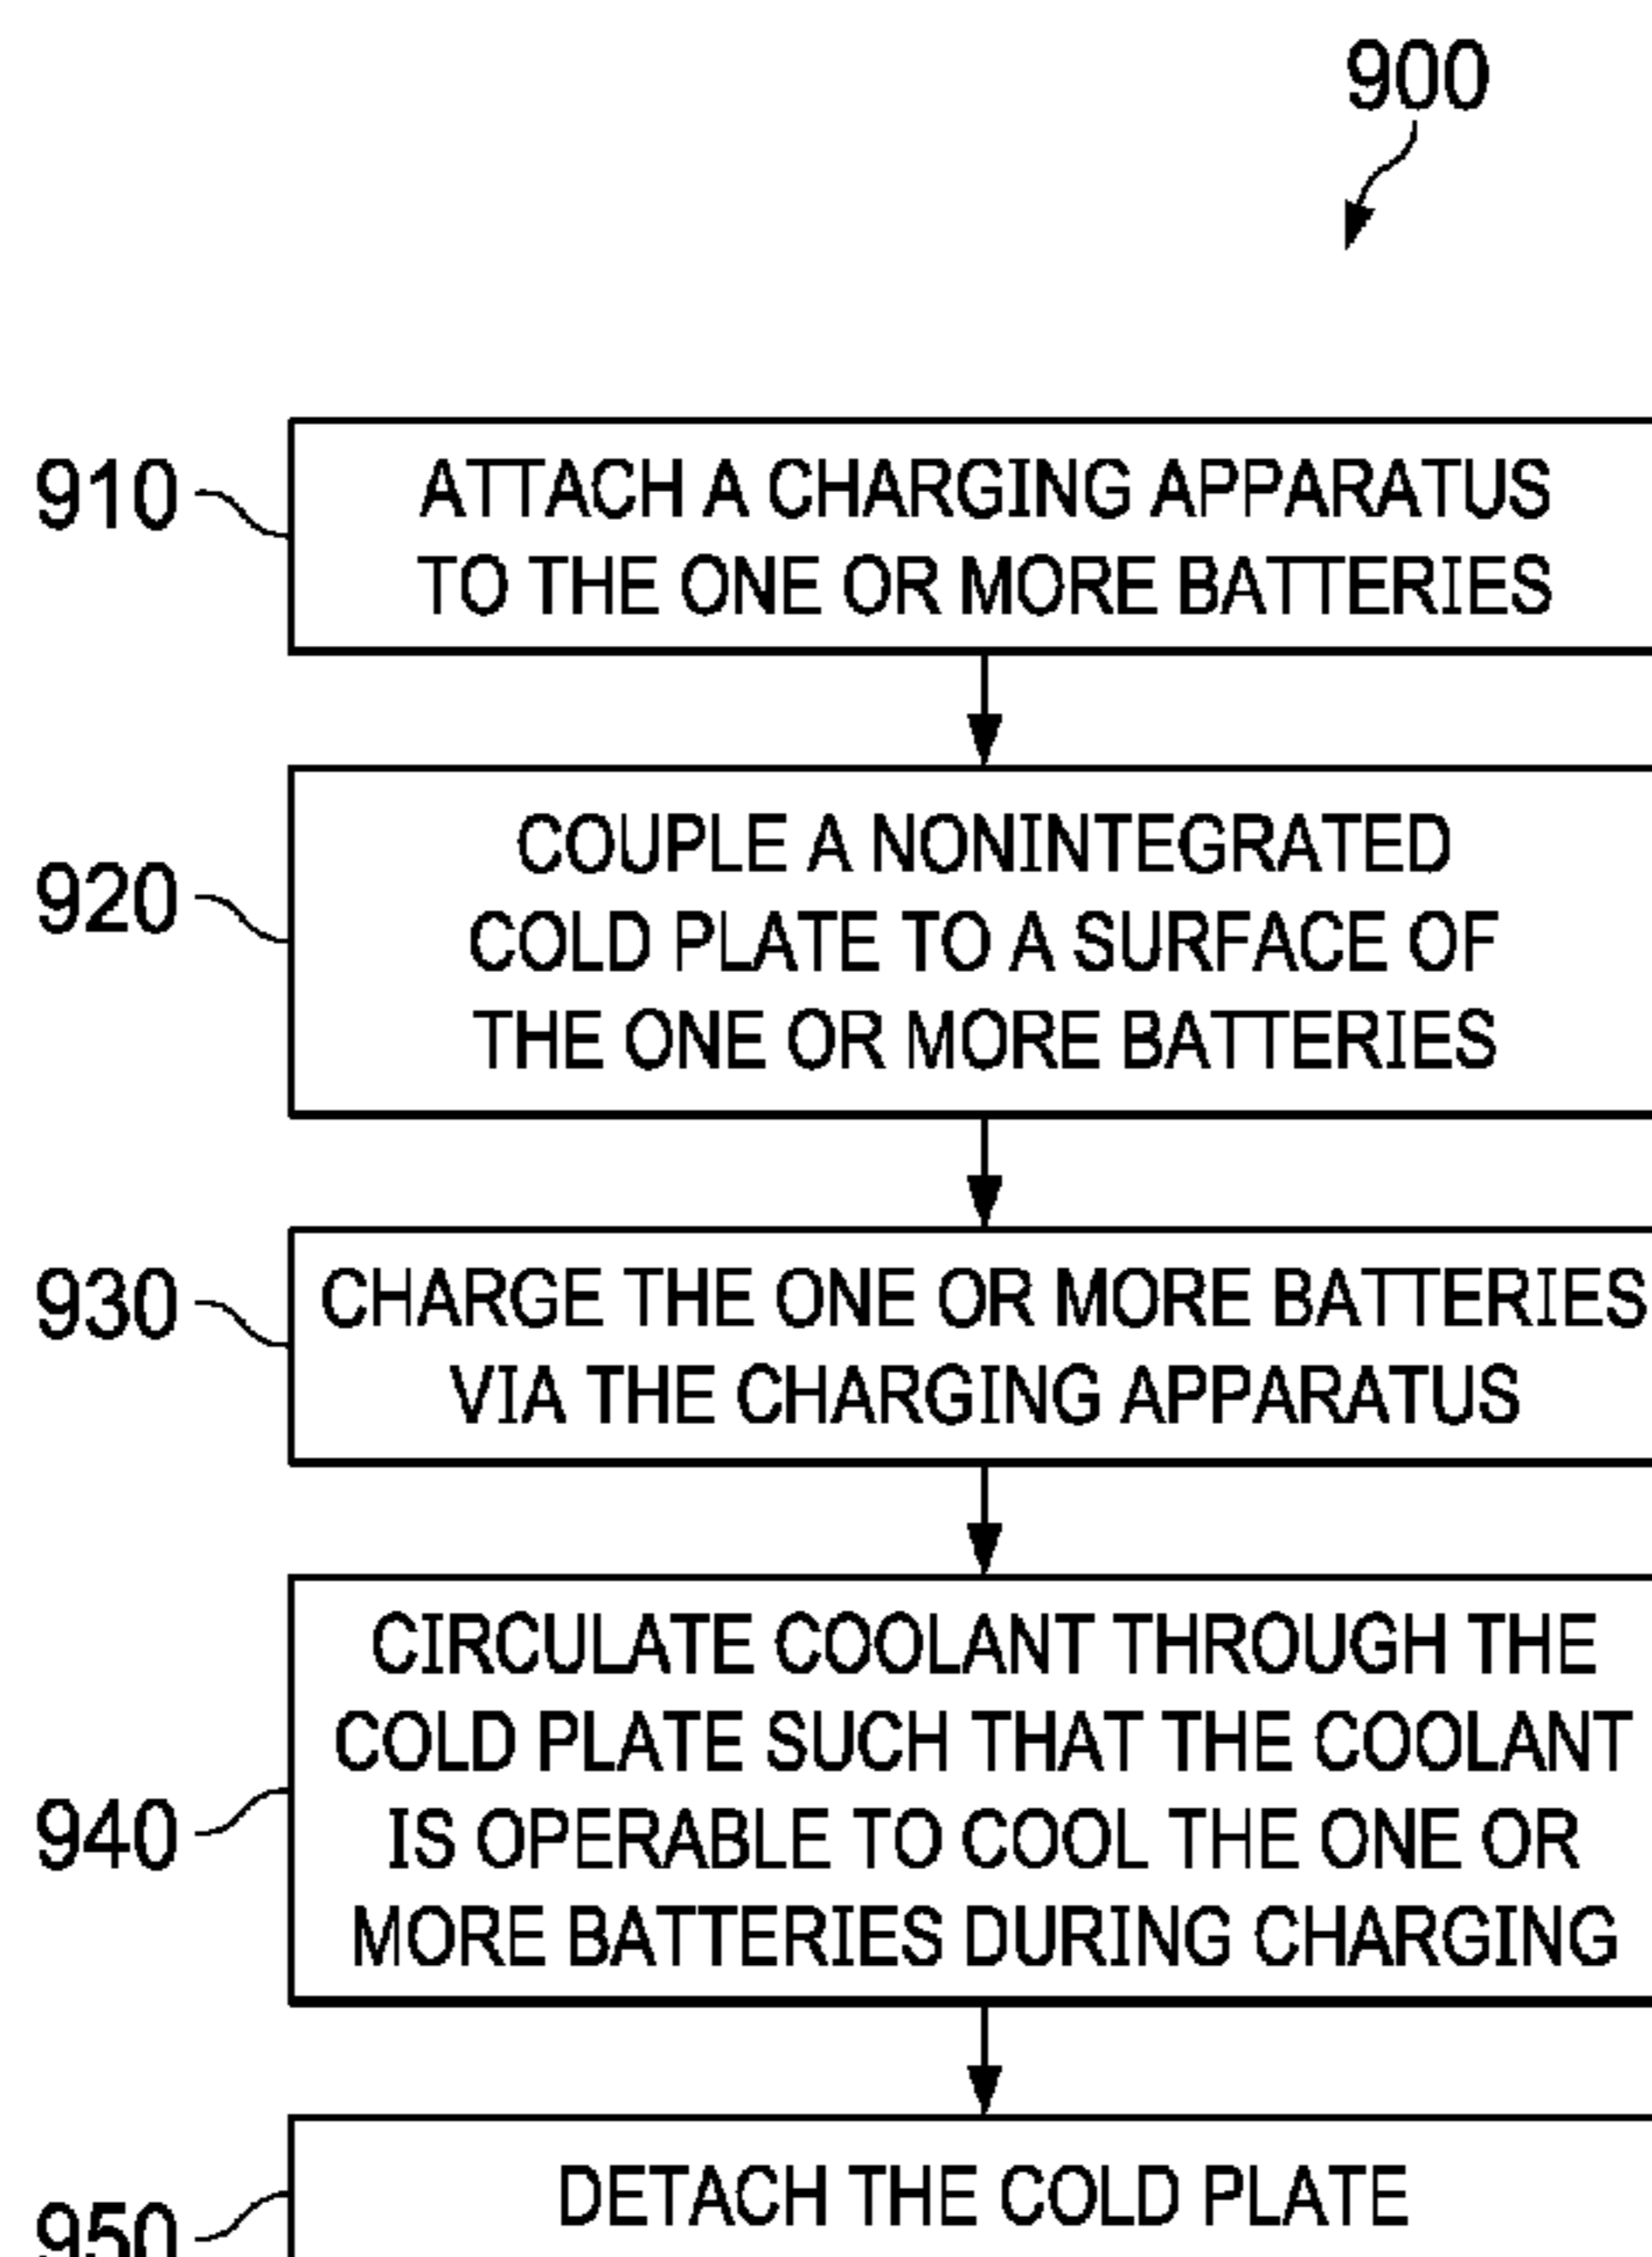 900
910
ATTACH A CHARGING APPARATUS
TO THE ONE OR MORE BATTERIES
920
COUPLE A NONINTEGRATED
COLD PLATE TO A SURFACE OF
THE ONE OR MORE BATTERIES
930
CHARGE THE ONE OR MORE BATTERIES
VIA THE CHARGING APPARATUS
940
CIRCULATE COOLANT THROUGH THE
COLD PLATE SUCH THAT THE COOLANT
IS OPERABLE TO COOL THE ONE OR
MORE BATTERIES DURING CHARGING
950
DETACH THE COLD PLATE